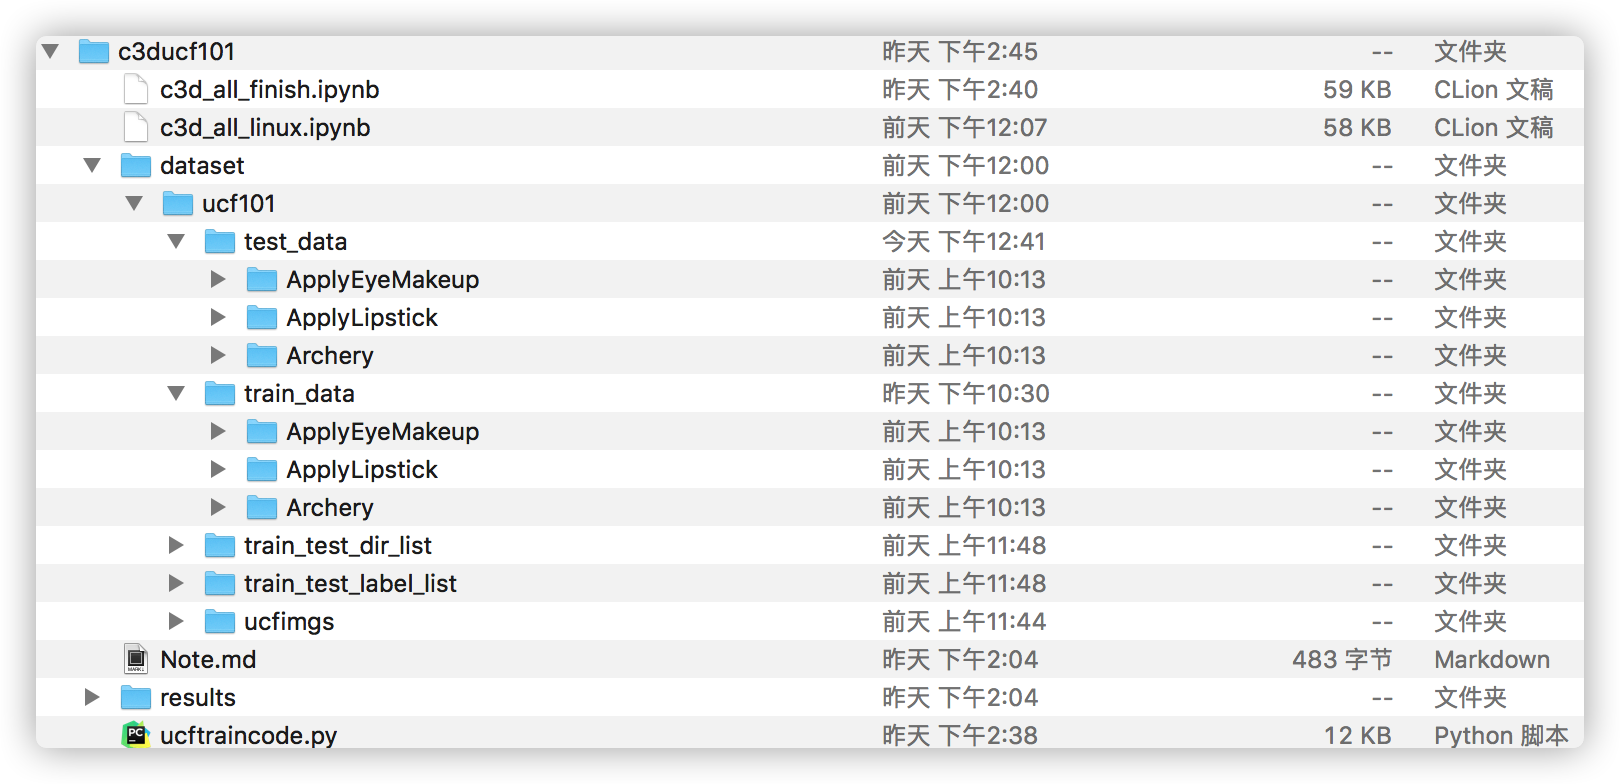 c3ducf101 昨天 下午2:45 -- 文件夹
c3d_all_finish.ipynb 昨天 下午2:40 59 KB CLion 文稿
c3d_all_linux.ipynb 前天 下午12:07 58 KB CLion 文稿
dataset 前天 下午12:00 -- 文件夹
ucf101 前天 下午12:00 -- 文件夹
test_data 今天 下午12:41 -- 文件夹
ApplyEyeMakeup 前天 上午10:13 -- 文件夹
ApplyLipstick 前天 上午10:13 -- 文件夹
Archery 前天 上午10:13 -- 文件夹
train_data 昨天 下午10:30 -- 文件夹
ApplyEyeMakeup 前天 上午10:13 -- 文件夹
ApplyLipstick 前天 上午10:13 -- 文件夹
Archery 前天 上午10:13 -- 文件夹
train_test_dir_list 前天 上午11:48 -- 文件夹
train_test_label_list 前天 上午11:48 -- 文件夹
ucfimgs 前天 上午11:44 -- 文件夹
Note.md 昨天 下午2:04 483 字节 Markdown
results 昨天 下午2:04 -- 文件夹
PC ucftraincode.py 昨天 下午2:38 12 KB Python 脚本